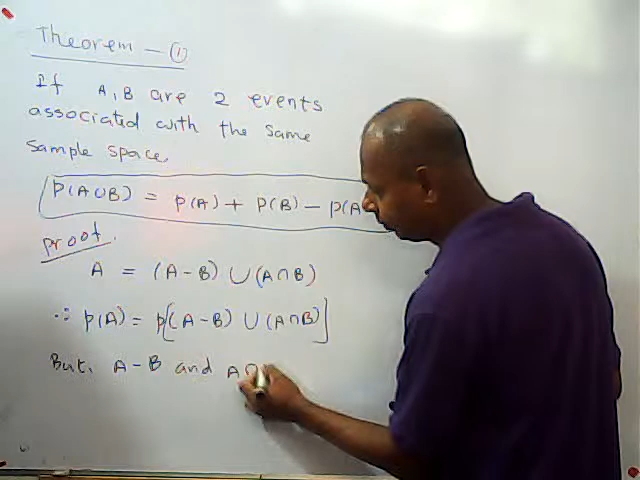 Theorem - ①
If A, B are 2 events
associated with the same
sample space
P(A∪B) = P(A) + P(B) - P(A
proof.
A = (A-B) ∪ (A∩B)
∴ P(A) = P[(A-B) ∪ (A∩B)]
But, A-B and A∩